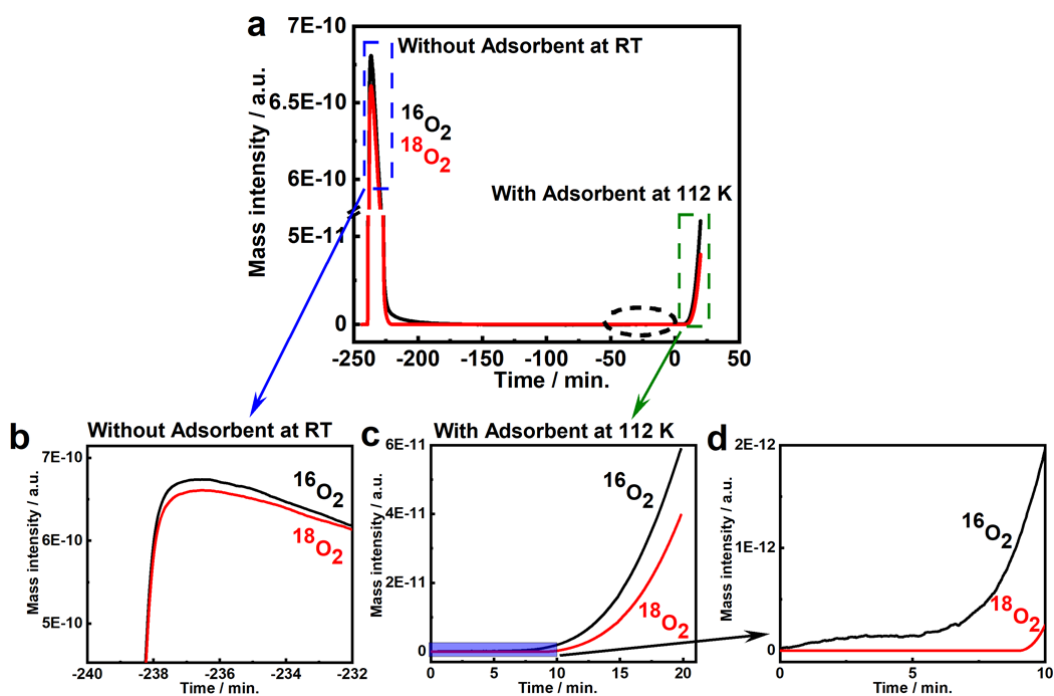 a
7E-10
Without Adsorbent at RT
6.5E-10
16O2
18O2
6E-10
With Adsorbent at 112 K
5E-11
0
Mass intensity / a.u.
-250 -200 -150 -100 -50 0 50
Time / min.
b
Without Adsorbent at RT
7E-10
16O2
6E-10
18O2
5E-10
Mass intensity / a.u.
-240 -238 -236 -234 -232
Time / min.
c
With Adsorbent at 112 K
6E-11
16O2
4E-11
2E-11
18O2
0
Mass intensity / a.u.
0 5 10 15 20
Time / min.
d
2E-12
16O2
1E-12
18O2
0
Mass intensity / a.u.
0 5 10
Time / min.